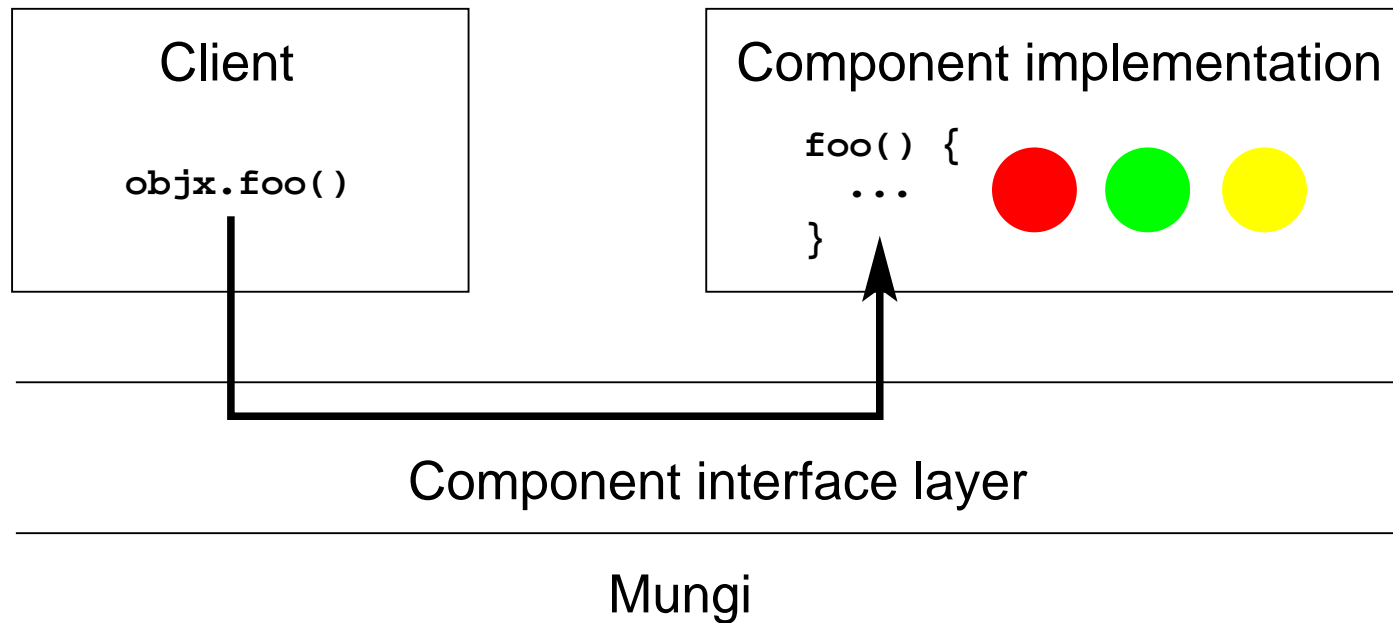 Client
objx.foo()
Component implementation
foo() {
...
}
Component interface layer
Mungi